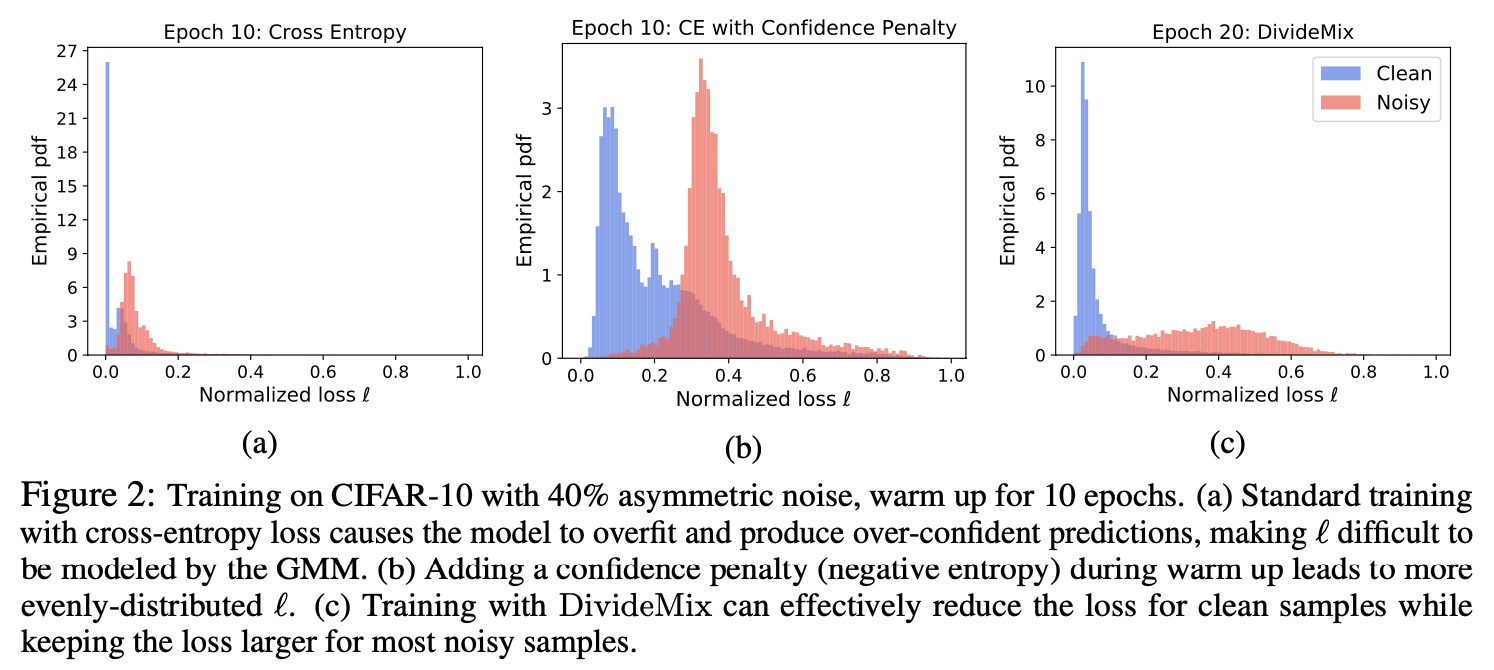 Epoch 10: Cross Entropy
27
24
21
18
15
12
9
6
3
0
Empirical pdf
0.0 0.2 0.4 0.6 0.8 1.0
Normalized loss ℓ
(a)
Epoch 10: CE with Confidence Penalty
3
2
1
0
Empirical pdf
0.0 0.2 0.4 0.6 0.8 1.0
Normalized loss ℓ
(b)
Epoch 20: DivideMix
Clean
Noisy
10
8
6
4
2
0
Empirical pdf
0.0 0.2 0.4 0.6 0.8 1.0
Normalized loss ℓ
(c)
Figure 2: Training on CIFAR-10 with 40% asymmetric noise, warm up for 10 epochs. (a) Standard training
with cross-entropy loss causes the model to overfit and produce over-confident predictions, making ℓ difficult to
be modeled by the GMM. (b) Adding a confidence penalty (negative entropy) during warm up leads to more
evenly-distributed ℓ. (c) Training with DivideMix can effectively reduce the loss for clean samples while
keeping the loss larger for most noisy samples.